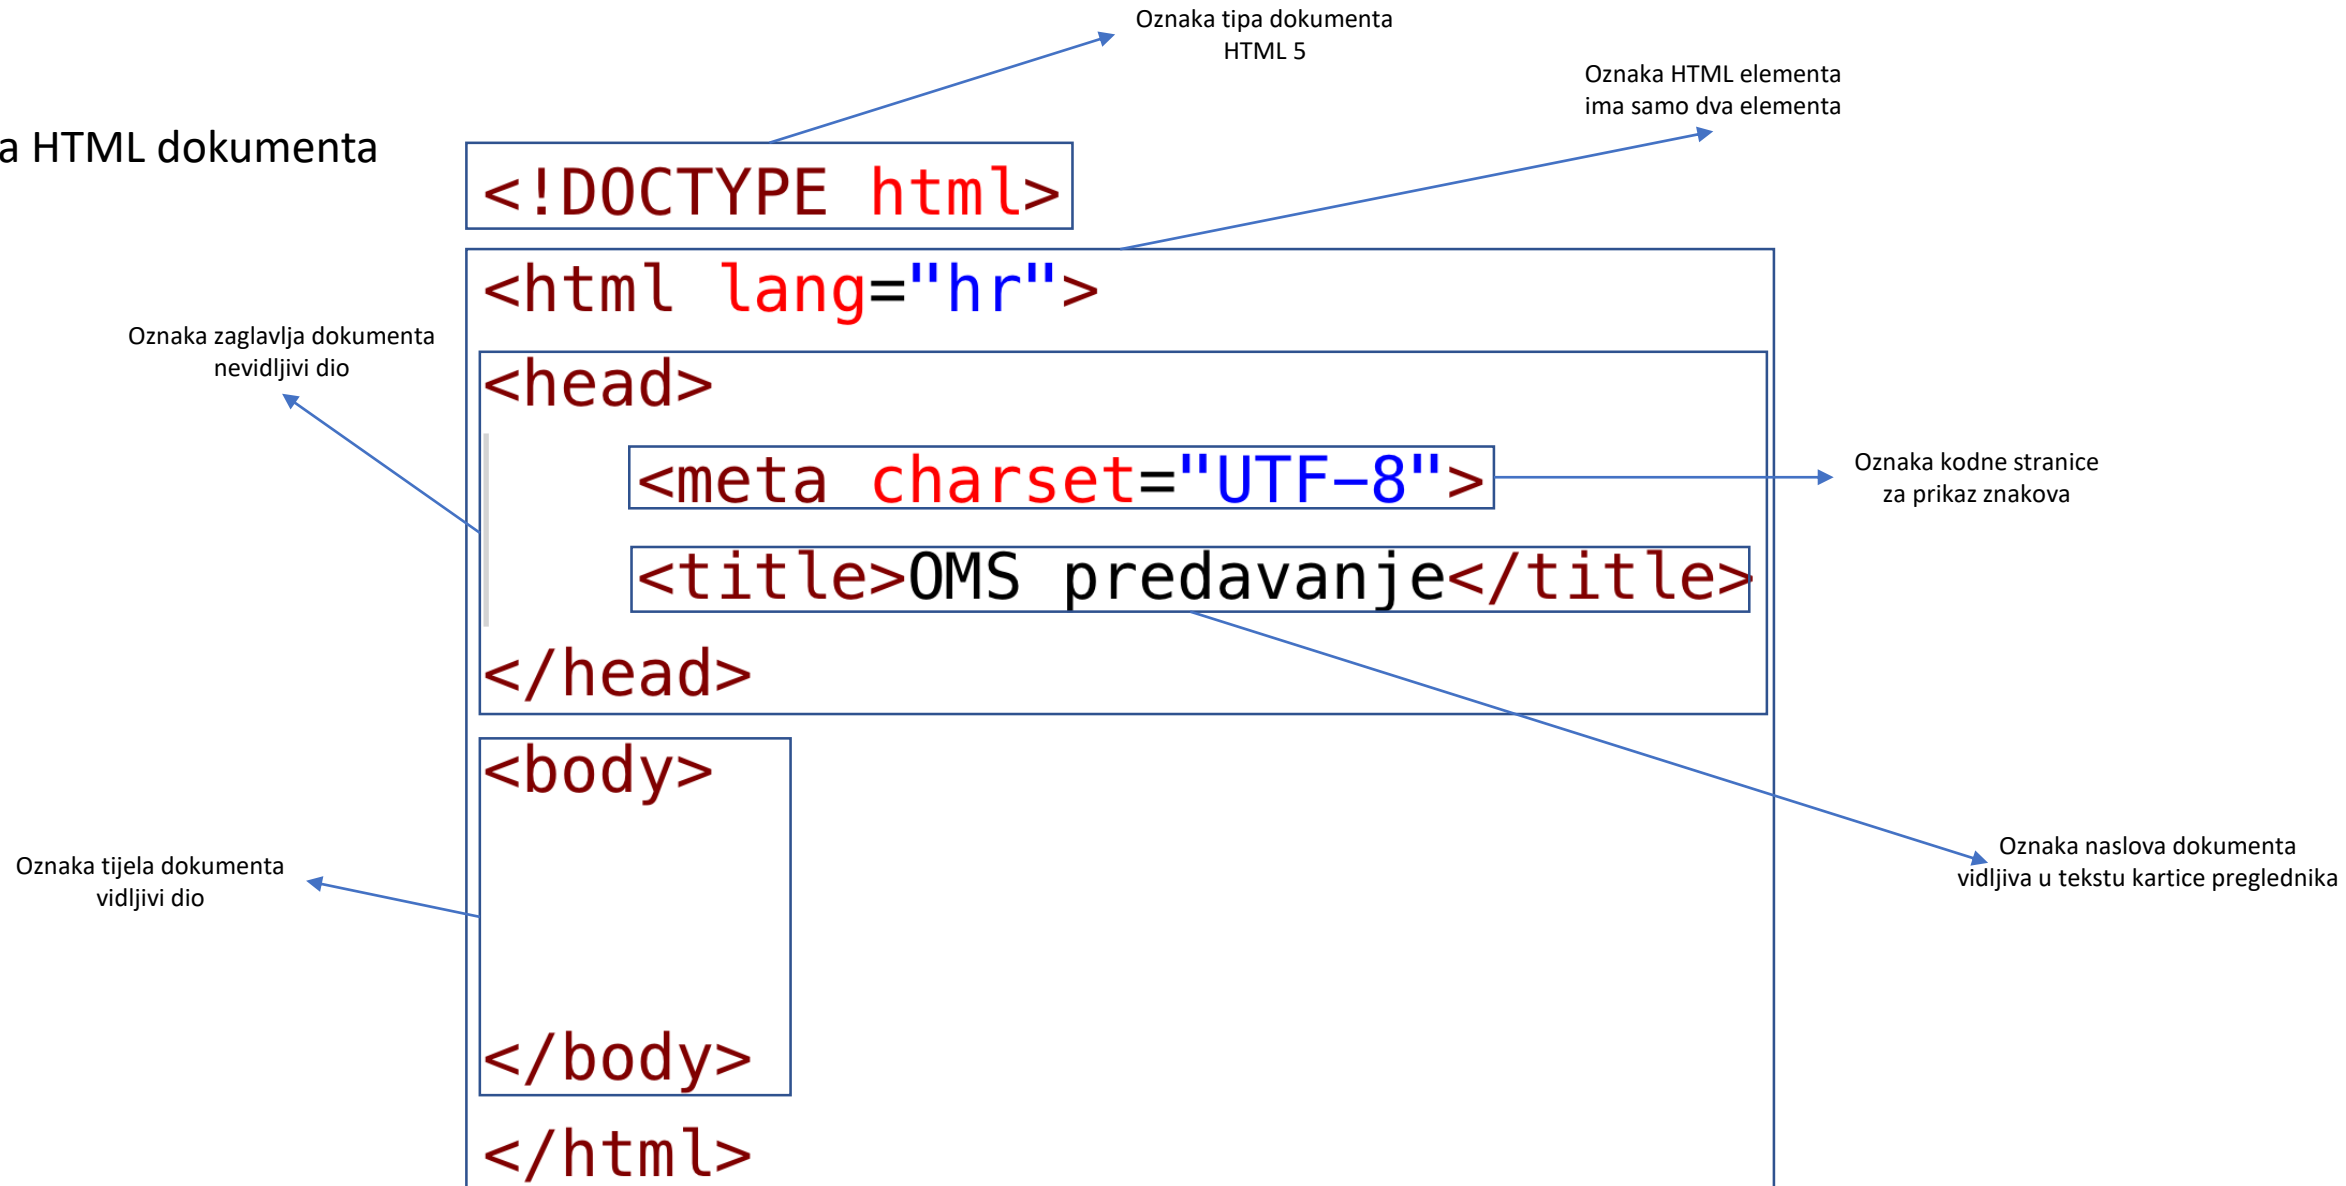 Oznaka tipa dokumenta
HTML 5
Oznaka HTML elementa
ima samo dva elementa
a HTML dokumenta
<!DOCTYPE html>
<html lang="hr">
Oznaka zaglavlja dokumenta
nevidljivi dio
<head>
<meta charset="UTF-8">
Oznaka kodne stranice
za prikaz znakova
<title>OMS predavanje</title>
</head>
<body>
Oznaka tijela dokumenta
vidljivi dio
Oznaka naslova dokumenta
vidljiva u tekstu kartice preglednika
</body>
</html>